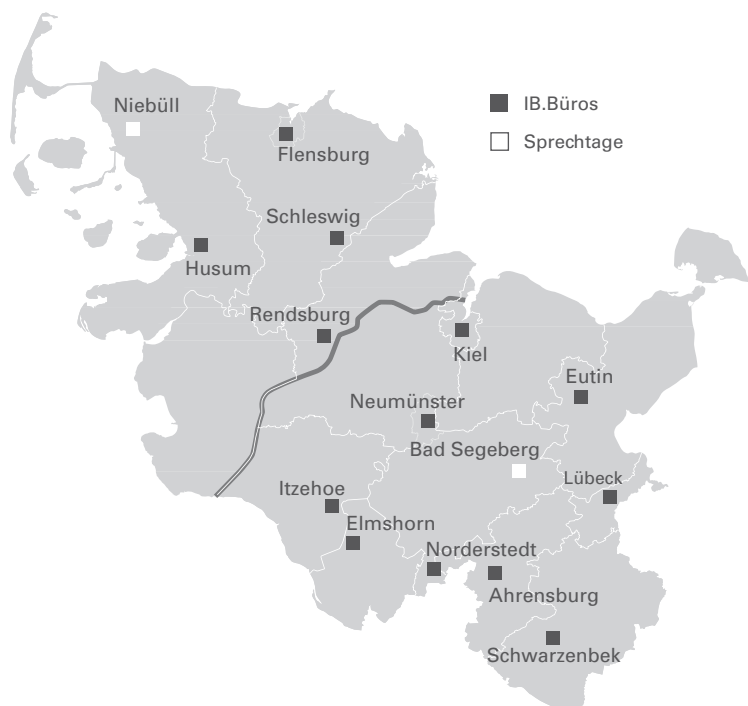 Niebüll
IB.Büros
Sprechtage
Flensburg
Schleswig
Husum
Rendsburg
Kiel
Eutin
Neumünster
Bad Segeberg
Lübeck
Itzehoe
Elmshorn
Norderstedt
Ahrensburg
Schwarzenbek